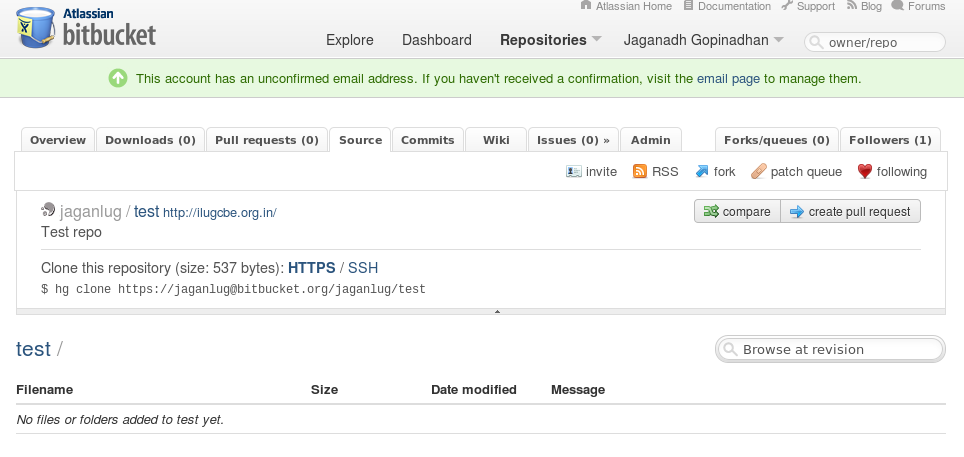 Atlassian Home Documentation Support Blog Forums
Atlassian
bitbucket
Explore Dashboard Repositories Jaganadh Gopinadhan owner/repo
This account has an unconfirmed email address. If you haven't received a confirmation, visit the email page to manage them.
Overview Downloads (0) Pull requests (0) Source Commits Wiki Issues (0) » Admin Forks/queues (0) Followers (1)
invite RSS fork patch queue following
jaganlug / test http://ilugcbe.org.in/ compare create pull request
Test repo
Clone this repository (size: 537 bytes): HTTPS / SSH
$ hg clone https://jaganlug@bitbucket.org/jaganlug/test
test / Browse at revision
Filename Size Date modified Message
No files or folders added to test yet.